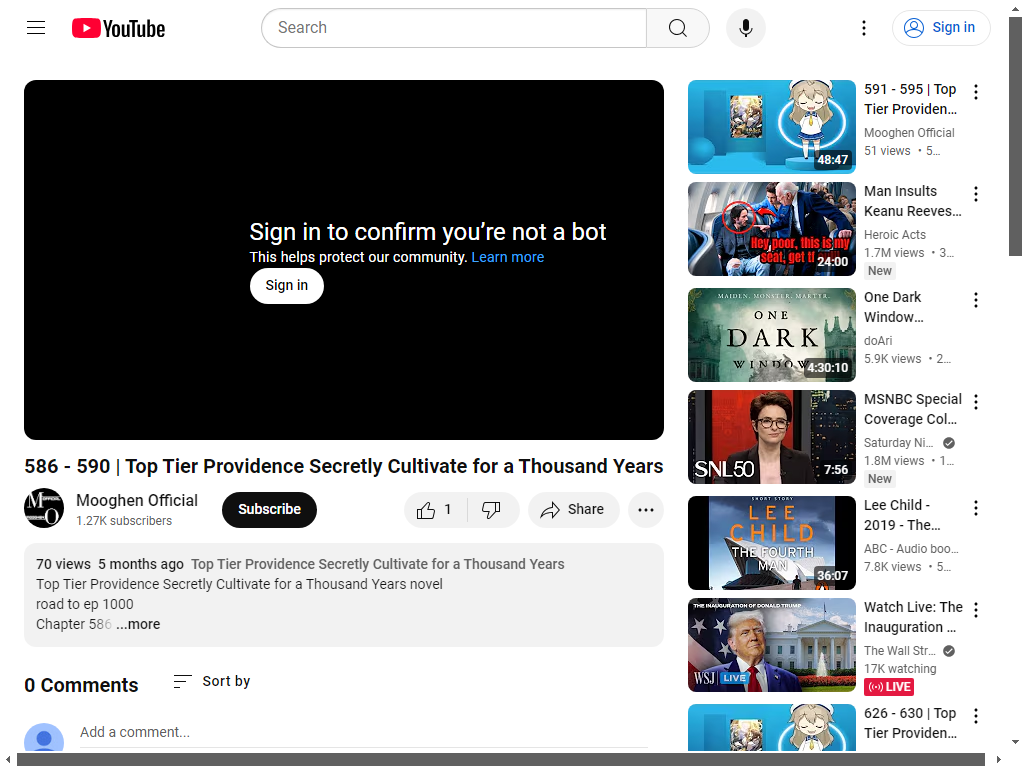 YouTube
Search
Sign in
Sign in to confirm you’re not a bot
This helps protect our community. Learn more
Sign in
586 - 590 | Top Tier Providence Secretly Cultivate for a Thousand Years
Mooghen Official
1.27K subscribers
Subscribe
1
Share
70 views 5 months ago Top Tier Providence Secretly Cultivate for a Thousand Years
Top Tier Providence Secretly Cultivate for a Thousand Years novel
road to ep 1000
Chapter 586 ...more
0 Comments
Sort by
Add a comment...
48:47
591 - 595 | Top
Tier Providen...
Mooghen Official
51 views • 5...
Hey poor, this is my
seat, get
24:00
Man Insults
Keanu Reeves...
Heroic Acts
1.7M views • 3...
New
MAIDEN. MONSTER. MARTYR.
ONE
DARK
WINDOW
4:30:10
One Dark
Window...
doAri
5.9K views • 2...
SNL50
7:56
MSNBC Special
Coverage Col...
Saturday Ni...
1.8M views • 1...
New
SHORT STORY
LEE
CHILD
THE FOURTH
MAN
36:07
Lee Child -
2019 - The...
ABC - Audio boo...
7.8K views • 5...
THE INAUGURATION OF DONALD TRUMP
WSJ LIVE
Watch Live: The
Inauguration ...
The Wall Str...
17K watching
LIVE
626 - 630 | Top
Tier Providen...